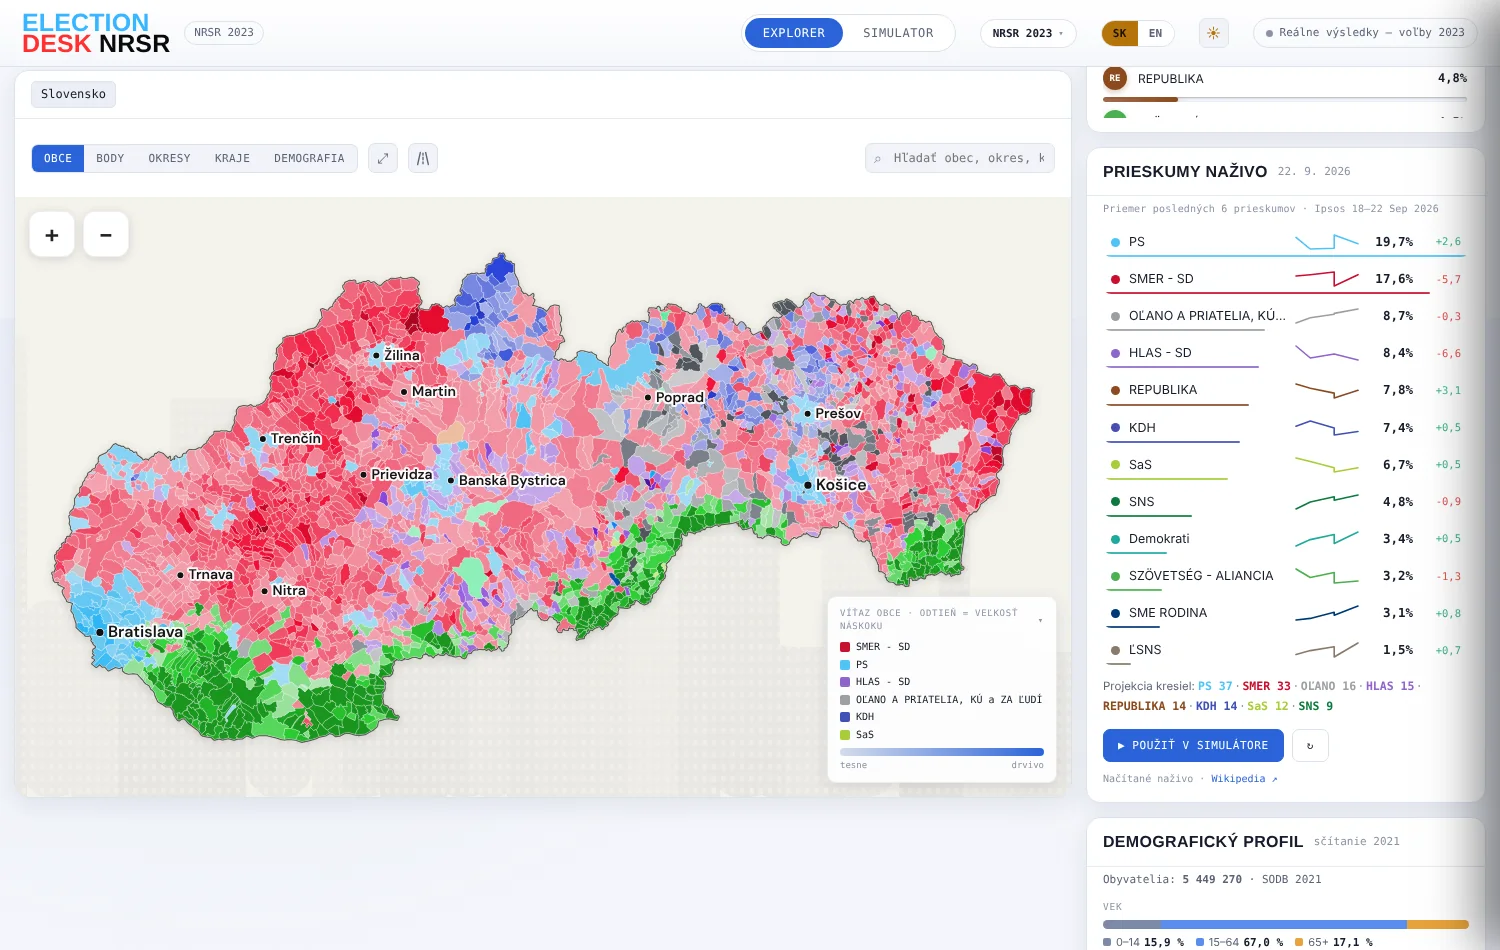 ELECTION
DESK NRSR
NRSR 2023
EXPLORER
SIMULATOR
NRSR 2023
SK
EN
Reálne výsledky — voľby 2023
Slovensko
OBCE
BODY
OKRESY
KRAJE
DEMOGRAFIA
Hľadať obec, okres, k
+
−
Žilina
Martin
Poprad
Prešov
Trenčín
Prievidza
Banská Bystrica
Košice
Trnava
Nitra
Bratislava
VÍŤAZ OBCE · ODTIEŇ = VEĽKOSŤ
NÁSKOKU
SMER - SD
PS
HLAS - SD
OĽANO A PRIATELIA, KÚ a ZA ĽUDÍ
KDH
SaS
tesne
drvivo
RE
REPUBLIKA
4,8%
PRIESKUMY NAŽIVO
22. 9. 2026
Priemer posledných 6 prieskumov · Ipsos 18–22 Sep 2026
PS 19,7% +2,6
SMER - SD 17,6% -5,7
OĽANO A PRIATELIA, KÚ... 8,7% -0,3
HLAS - SD 8,4% -6,6
REPUBLIKA 7,8% +3,1
KDH 7,4% +0,5
SaS 6,7% +0,5
SNS 4,8% -0,9
Demokrati 3,4% +0,5
SZÖVETSÉG - ALIANCIA 3,2% -1,3
SME RODINA 3,1% +0,8
ĽSNS 1,5% +0,7
Projekcia kresiel: PS 37 · SMER 33 · OĽANO 16 · HLAS 15 ·
REPUBLIKA 14 · KDH 14 · SaS 12 · SNS 9
▶ POUŽIŤ V SIMULÁTORE
↻
Načítané naživo · Wikipedia ↗
DEMOGRAFICKÝ PROFIL
sčítanie 2021
Obyvatelia: 5 449 270 · SODB 2021
VEK
0–14 15,9 % 15–64 67,0 % 65+ 17,1 %